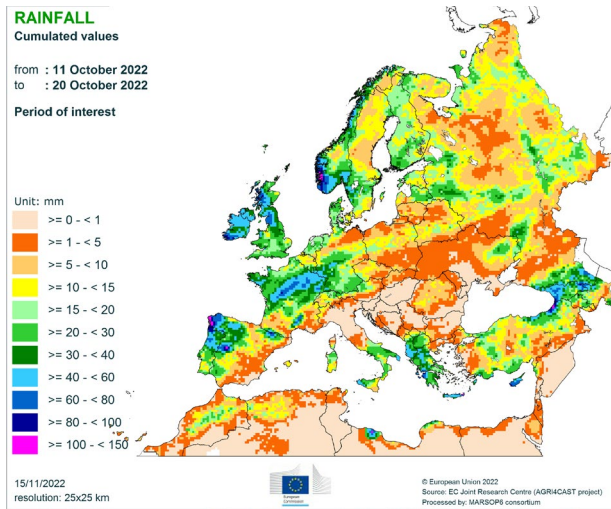 RAINFALL
Cumulated values
from : 11 October 2022
to : 20 October 2022
Period of interest
Unit: mm
>= 0 - < 1
>= 1 - < 5
>= 5 - < 10
>= 10 - < 15
>= 15 - < 20
>= 20 - < 30
>= 30 - < 40
>= 40 - < 60
>= 60 - < 80
>= 80 - < 100
>= 100 - < 150
15/11/2022
resolution: 25x25 km
European
Commission
© European Union 2022
Source: EC Joint Research Centre (AGRI4CAST project)
Processed by: MARSOP6 consortium